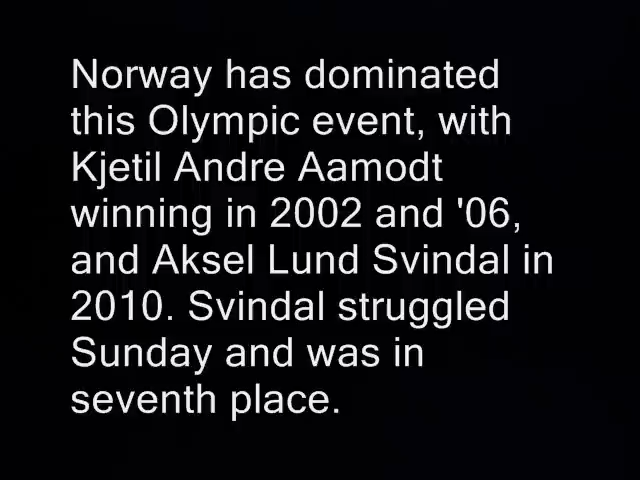 Norway has dominated
this Olympic event, with
Kjetil Andre Aamodt
winning in 2002 and '06,
and Aksel Lund Svindal in
2010. Svindal struggled
Sunday and was in
seventh place.